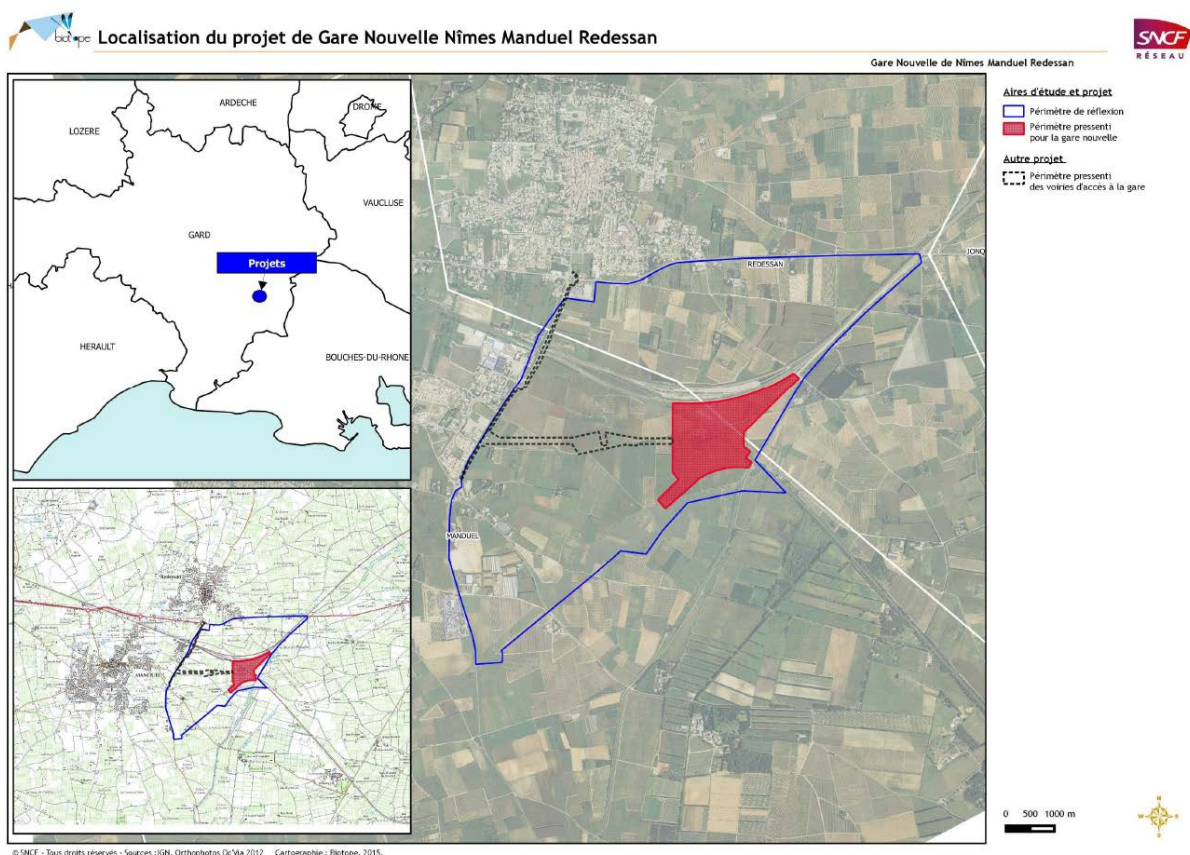 biotope
Localisation du projet de Gare Nouvelle Nîmes Manduel Redessan
SNCF
RÉSEAU
Gare Nouvelle de Nîmes Manduel Redessan
ARDECHE
DROME
LOZERE
VAUCLUSE
GARD
Projets
HERAULT
BOUCHES-DU-RHONE
REDESSAN
JONQ
MANDUEL
Redessan
MANDUEL
Aires d'étude et projet
Périmètre de réflexion
Périmètre pressenti
pour la gare nouvelle
Autre projet
Périmètre pressenti
des voiries d'accès à la gare
0 500 1000 m
© SNCF - Tous droits réservés - Sources : IGN, Orthophotos Oc'Via 2012 Cartographie : Biotope, 2015.